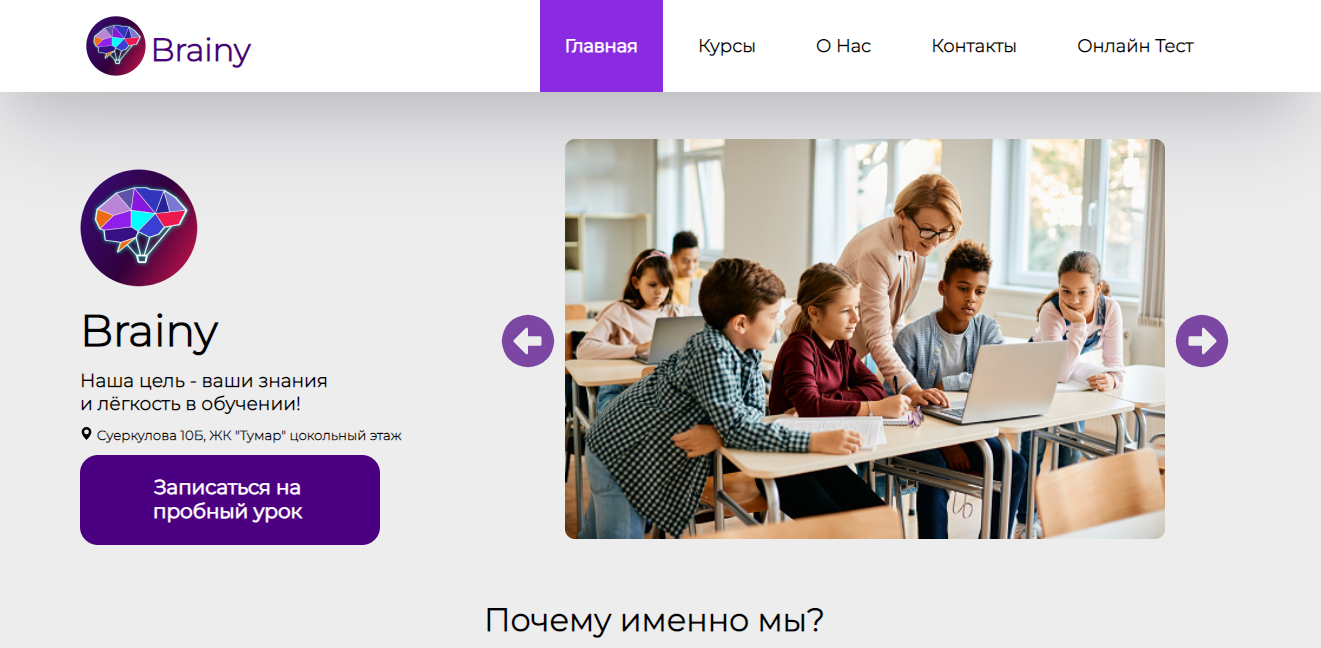 Brainy
Главная
Курсы
О Нас
Контакты
Онлайн Тест
Brainy
Наша цель - ваши знания
и лёгкость в обучении!
Суеркулова 10Б, ЖК "Тумар" цокольный этаж
Записаться на
пробный урок
Почему именно мы?